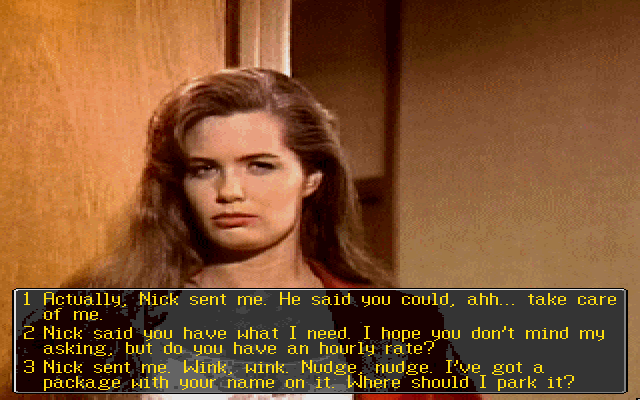 1 Actually, Nick sent me. He said you could, ahh... take care
of me.
2 Nick said you have what I need. I hope you don't mind my
asking, but do you have an hourly rate?
3 Nick sent me. Wink, wink. Nudge, nudge. I've got a
package with your name on it. Where should I park it?